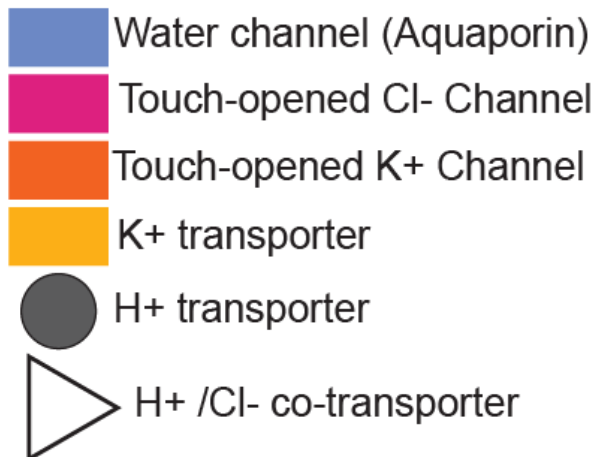 Water channel (Aquaporin)
Touch-opened Cl- Channel
Touch-opened K+ Channel
K+ transporter
H+ transporter
H+ /Cl- co-transporter